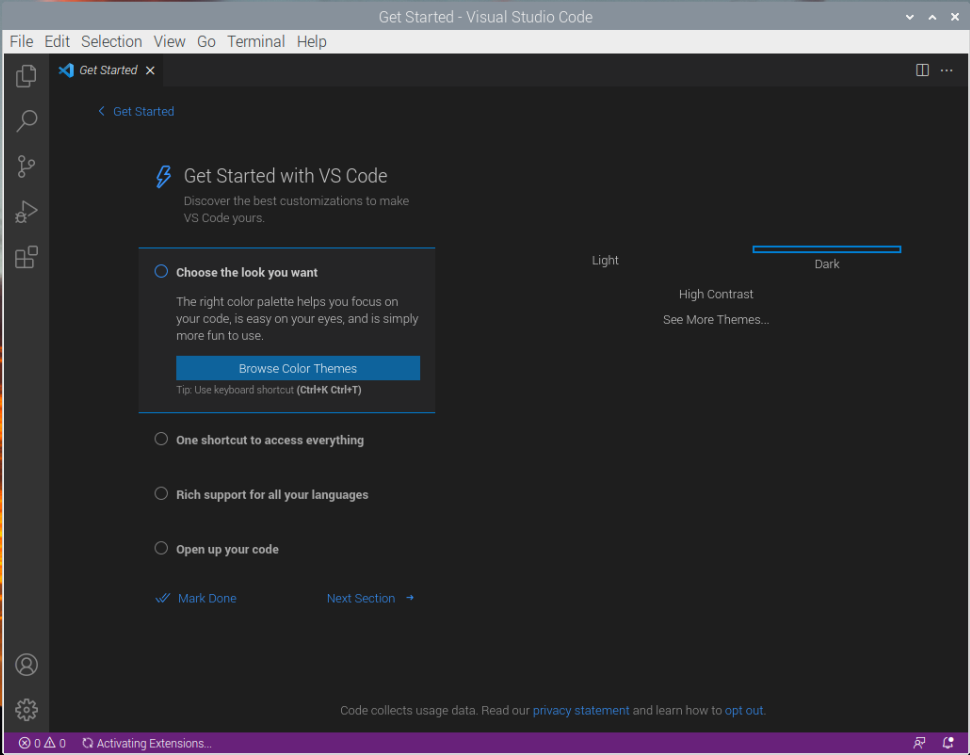 Get Started - Visual Studio Code
File Edit Selection View Go Terminal Help
Get Started
Get Started
Get Started with VS Code
Discover the best customizations to make
VS Code yours.
Choose the look you want
The right color palette helps you focus on
your code, is easy on your eyes, and is simply
more fun to use.
Browse Color Themes
Tip: Use keyboard shortcut (Ctrl+K Ctrl+T)
One shortcut to access everything
Rich support for all your languages
Open up your code
Mark Done
Next Section
Light
Dark
High Contrast
See More Themes...
Code collects usage data. Read our privacy statement and learn how to opt out.
0 0 Activating Extensions...